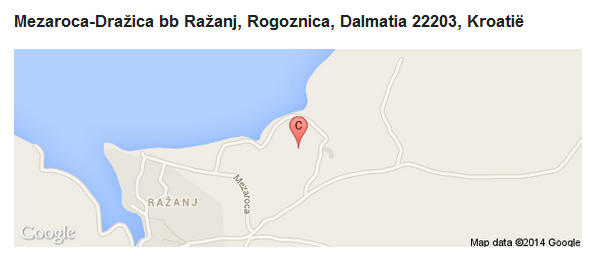 Mezaroca-Dražica bb Ražanj, Rogoznica, Dalmatia 22203, Kroatië
C
Mezaroca
RAŽANJ
Google
Map data ©2014 Google